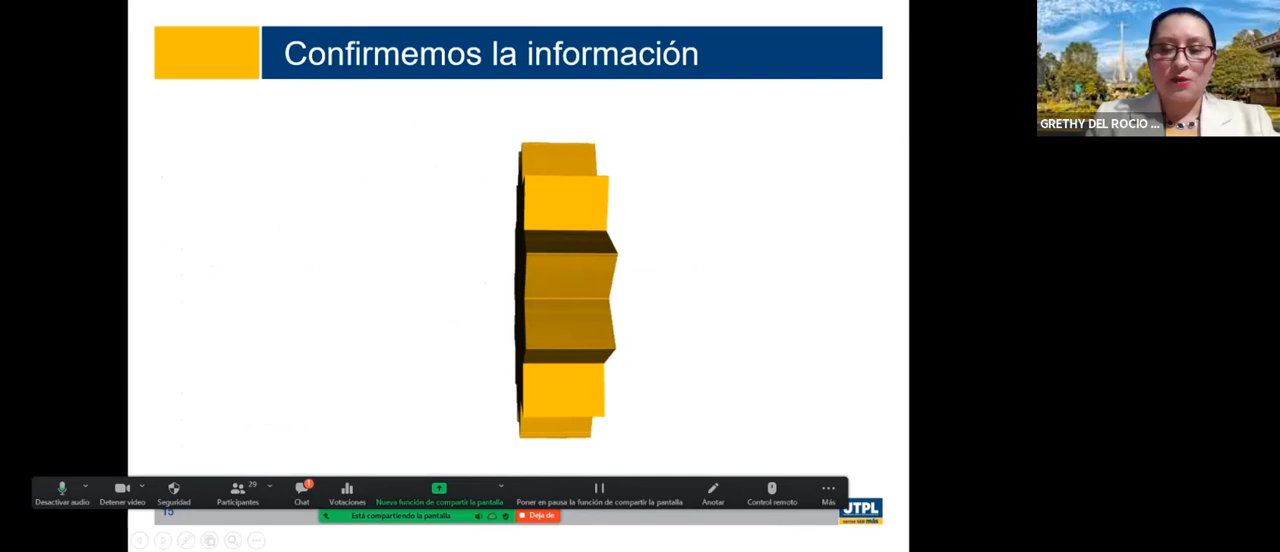 Confirmemos la información
GRETHY DEL ROCIO ...
29
1
Desactivar audio
Detener video
Seguridad
Participantes
Chat
Votaciones
Nueva función de compartir la pantalla
Poner en pausa la función de compartir la pantalla
Anotar
Control remoto
Más
Está compartiendo la pantalla
Deja de
15
UTPL